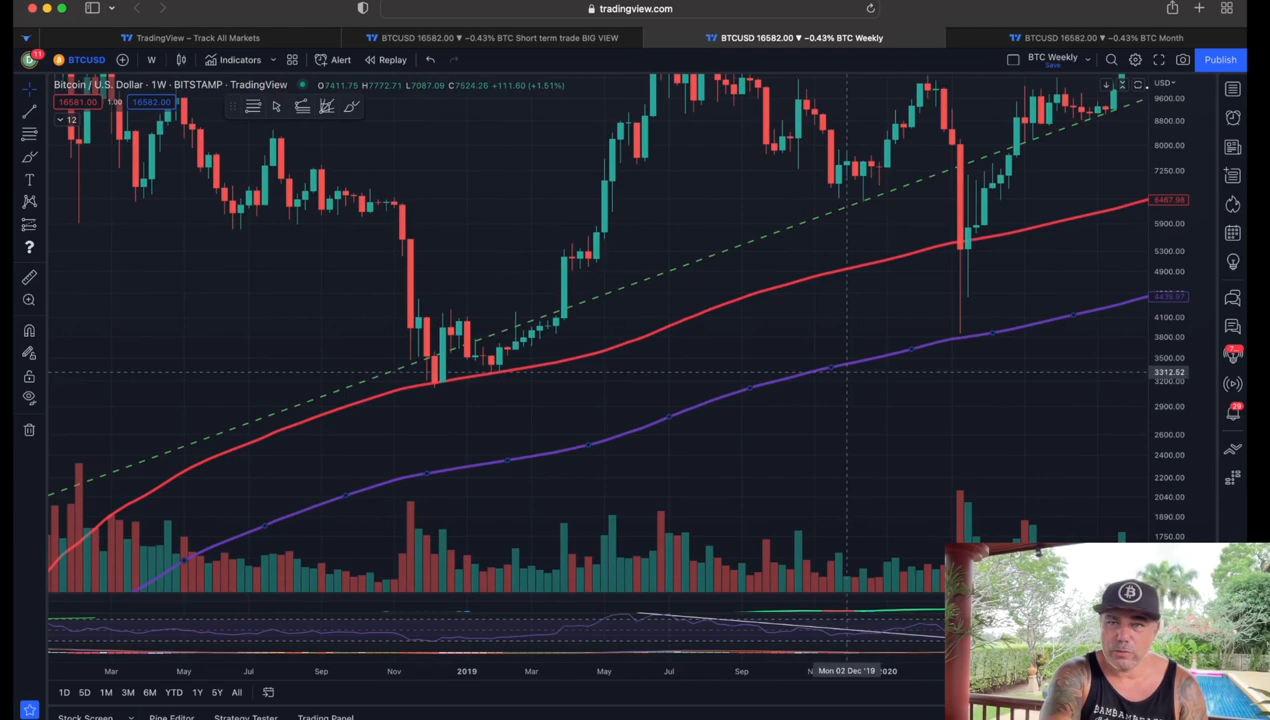 tradingview.com
TradingView – Track All Markets
BTCUSD 16582.00 ▼ −0.43% BTC Short term trade BIG VIEW
BTCUSD 16582.00 ▼ −0.43% Weekly
BTCUSD 16582.00 ▼ −0.43% BTC Month
11
BTCUSD
W
Indicators
Alert
Replay
BTC Weekly
Save
Publish
Bitcoin / U.S. Dollar · 1W · BITSTAMP · TradingView
O7411.75 H7772.71 L7087.09 C7524.26 +111.60 (+1.51%)
USD
16581.00
1.00
16582.00
12
9600.00
8800.00
8000.00
7250.00
6467.98
5900.00
5300.00
4900.00
4100.00
3800.00
3500.00
3312.52
3200.00
2900.00
2600.00
2400.00
2200.00
2040.00
1890.00
1750.00
29
Mar
May
Jul
Sep
Nov
2019
Mar
May
Jul
Sep
Mon 02 Dec '19
1D
5D
1M
3M
6M
YTD
1Y
5Y
All
Stock Screener
Pine Editor
Strategy Tester
Trading Panel